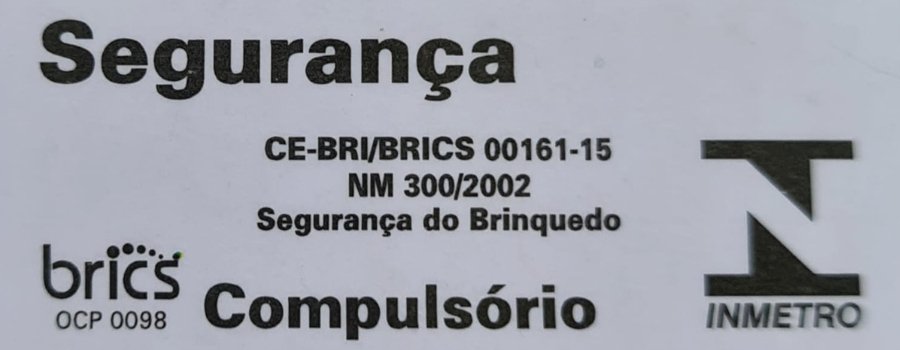 Segurança
CE-BRI/BRICS 00161-15
NM 300/2002
Segurança do Brinquedo
brics
OCP 0098
Compulsório
INMETRO